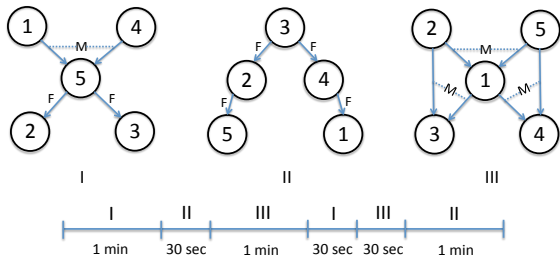 1 4 3 2 5
M F F M
5 2 4 1
F F F F M M
2 3 5 1 3 4
I II III
I II III I III II
1 min 30 sec 1 min 30 sec 30 sec 1 min